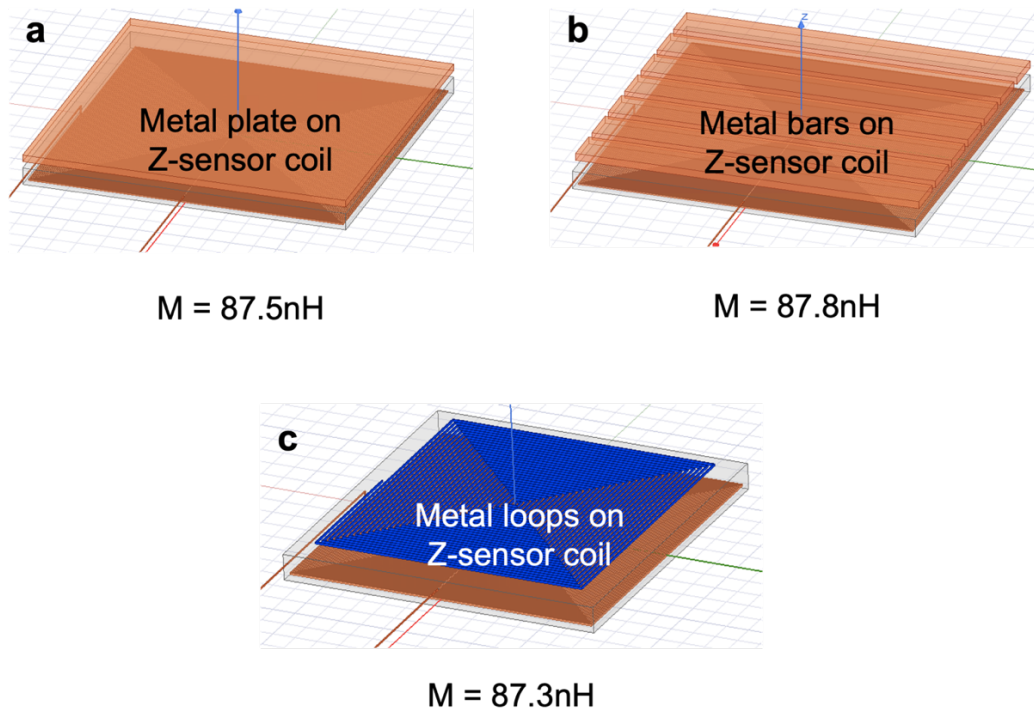 a
Metal plate on
Z-sensor coil
M = 87.5nH
b
z
Metal bars on
Z-sensor coil
M = 87.8nH
c
Metal loops on
Z-sensor coil
M = 87.3nH